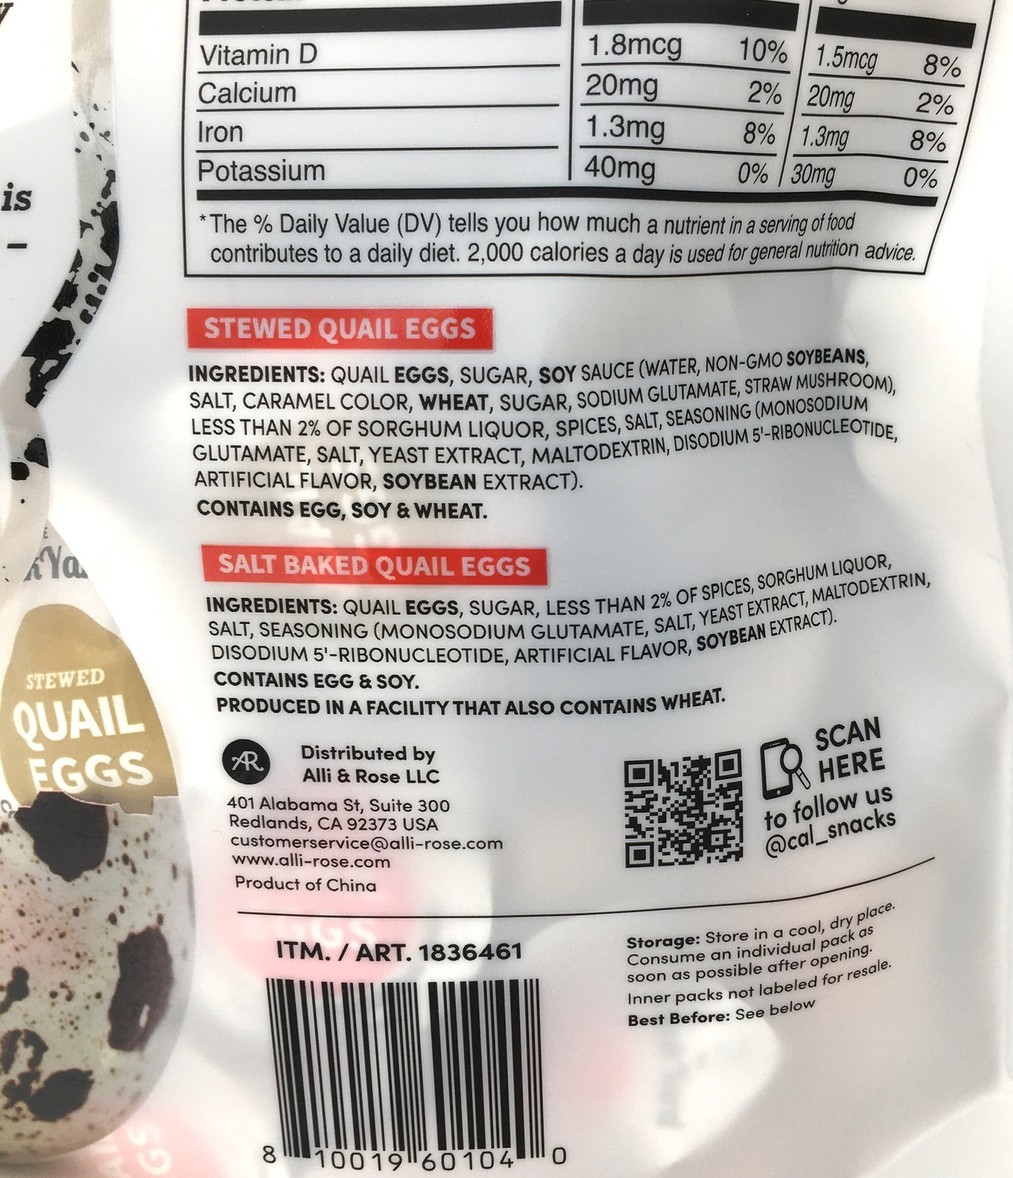 is
–
Vitamin D 1.8mcg 10% 1.5mcg 8%
Calcium 20mg 2% 20mg 2%
Iron 1.3mg 8% 1.3mg 8%
Potassium 40mg 0% 30mg 0%
*The % Daily Value (DV) tells you how much a nutrient in a serving of food
contributes to a daily diet. 2,000 calories a day is used for general nutrition advice.
STEWED QUAIL EGGS
INGREDIENTS: QUAIL EGGS, SUGAR, SOY SAUCE (WATER, NON-GMO SOYBEANS,
SALT, CARAMEL COLOR, WHEAT, SUGAR, SODIUM GLUTAMATE, STRAW MUSHROOM),
LESS THAN 2% OF SORGHUM LIQUOR, SPICES, SALT, SEASONING (MONOSODIUM
GLUTAMATE, SALT, YEAST EXTRACT, MALTODEXTRIN, DISODIUM 5'-RIBONUCLEOTIDE,
ARTIFICIAL FLAVOR, SOYBEAN EXTRACT).
CONTAINS EGG, SOY & WHEAT.
SALT BAKED QUAIL EGGS
INGREDIENTS: QUAIL EGGS, SUGAR, LESS THAN 2% OF SPICES, SORGHUM LIQUOR,
SALT, SEASONING (MONOSODIUM GLUTAMATE, SALT, YEAST EXTRACT, MALTODEXTRIN,
DISODIUM 5'-RIBONUCLEOTIDE, ARTIFICIAL FLAVOR, SOYBEAN EXTRACT).
CONTAINS EGG & SOY.
PRODUCED IN A FACILITY THAT ALSO CONTAINS WHEAT.
STEWED
QUAIL
EGGS
AR
Distributed by
Alli & Rose LLC
401 Alabama St, Suite 300
Redlands, CA 92373 USA
customerservice@alli-rose.com
www.alli-rose.com
Product of China
SCAN
HERE
to follow us
@cal_snacks
ITM. / ART. 1836461
Storage: Store in a cool, dry place.
Consume an individual pack as
soon as possible after opening.
Inner packs not labeled for resale.
Best Before: See below
8 10019 60104 0